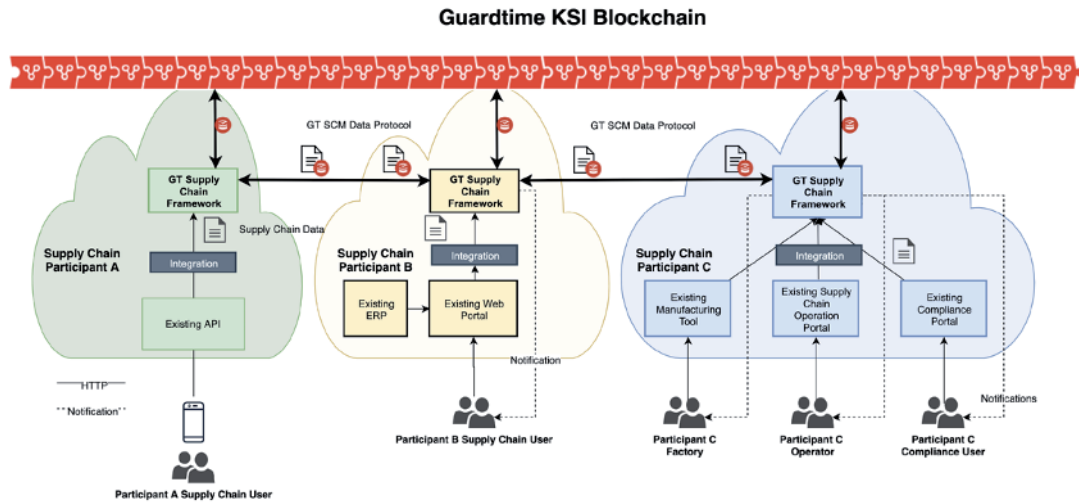 Guardtime KSI Blockchain
GT SCM Data Protocol
GT SCM Data Protocol
GT Supply
Chain
Framework
GT Supply
Chain
Framework
GT Supply
Chain
Framework
Supply Chain Data
Supply Chain
Participant A
Integration
Existing API
Supply Chain
Participant B
Integration
Existing
ERP
Existing Web
Portal
Supply Chain
Participant C
Integration
Existing
Manufacturing
Tool
Existing Supply
Chain
Operation
Portal
Existing
Compliance
Portal
Notification
Notifications
HTTP
Notification
Participant A Supply Chain User
Participant B Supply Chain User
Participant C
Factory
Participant C
Operator
Participant C
Compliance User